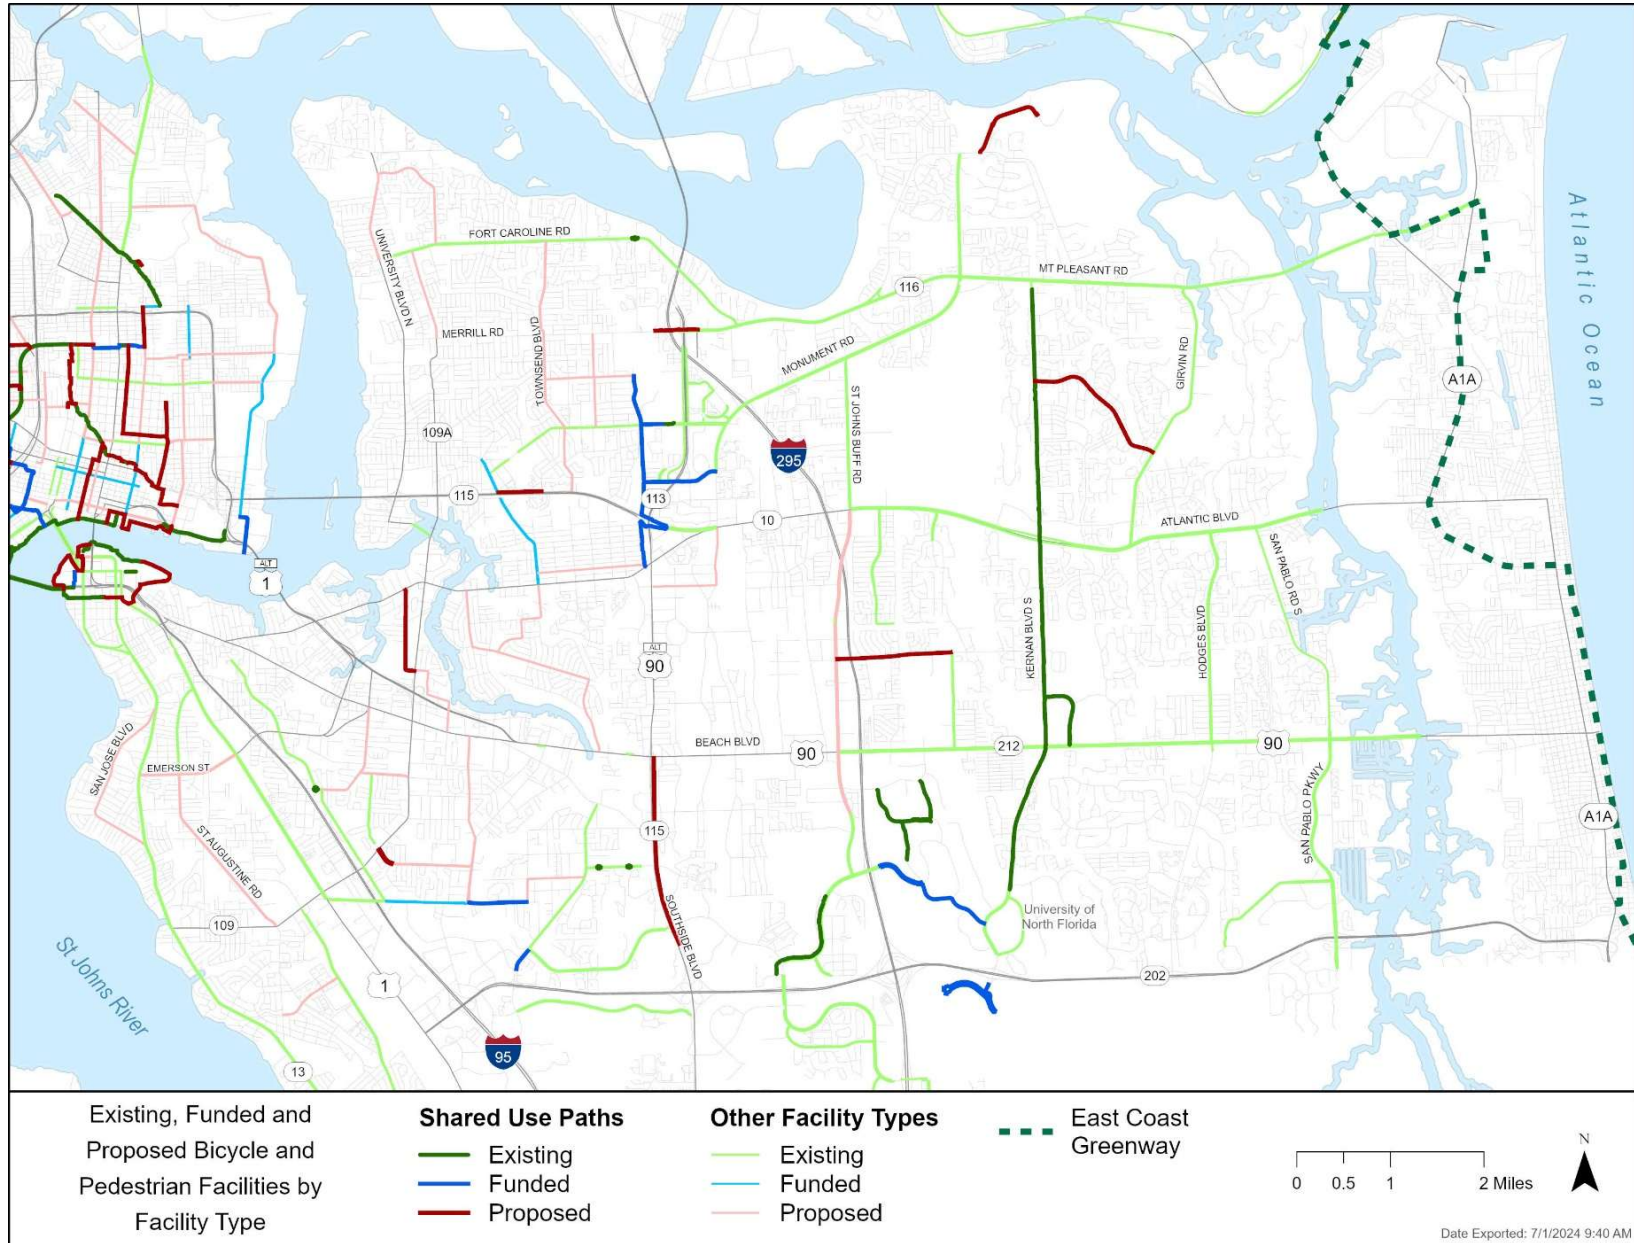 FORT CAROLINE RD
UNIVERSITY BLVD N
MERRILL RD
TOWNSEND BLVD
109A
115
113
116
MONUMENT RD
MT PLEASANT RD
GIRVIN RD
ST JOHNS BUFF RD
295
10
ATLANTIC BLVD
SAN PABLO RD S
HODGES BLVD
KERNAN BLVD S
A1A
Atlantic Ocean
ALT
1
ALT
90
BEACH BLVD
90
212
90
SAN PABLO PKWY
A1A
SAN JOSE BLVD
EMERSON ST
ST AUGUSTINE RD
109
115
SOUTHSIDE BLVD
University of
North Florida
202
St Johns River
1
95
13
Existing, Funded and
Proposed Bicycle and
Pedestrian Facilities by
Facility Type
Shared Use Paths
Existing
Funded
Proposed
Other Facility Types
Existing
Funded
Proposed
East Coast
Greenway
0 0.5 1 2 Miles
N
Date Exported: 7/1/2024 9:40 AM